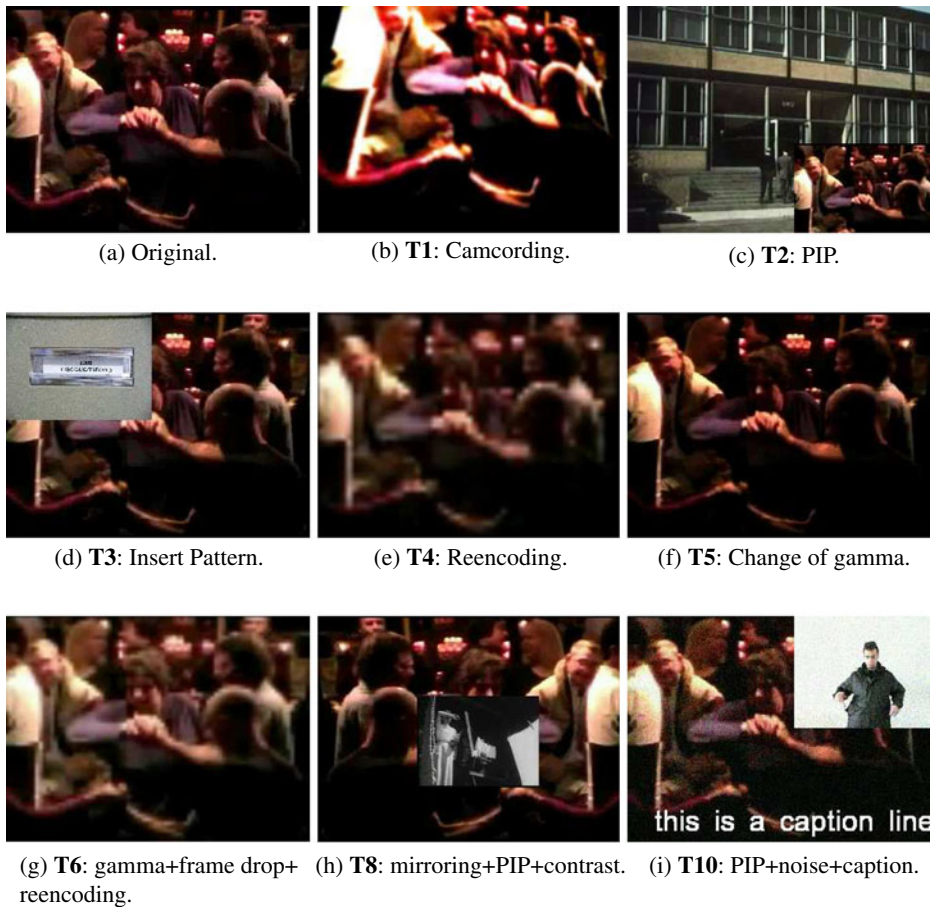 (a) Original.
(b) T1: Camcording.
(c) T2: PIP.
(d) T3: Insert Pattern.
(e) T4: Reencoding.
(f) T5: Change of gamma.
this is a caption line
(g) T6: gamma+frame drop+
reencoding.
(h) T8: mirroring+PIP+contrast.
(i) T10: PIP+noise+caption.